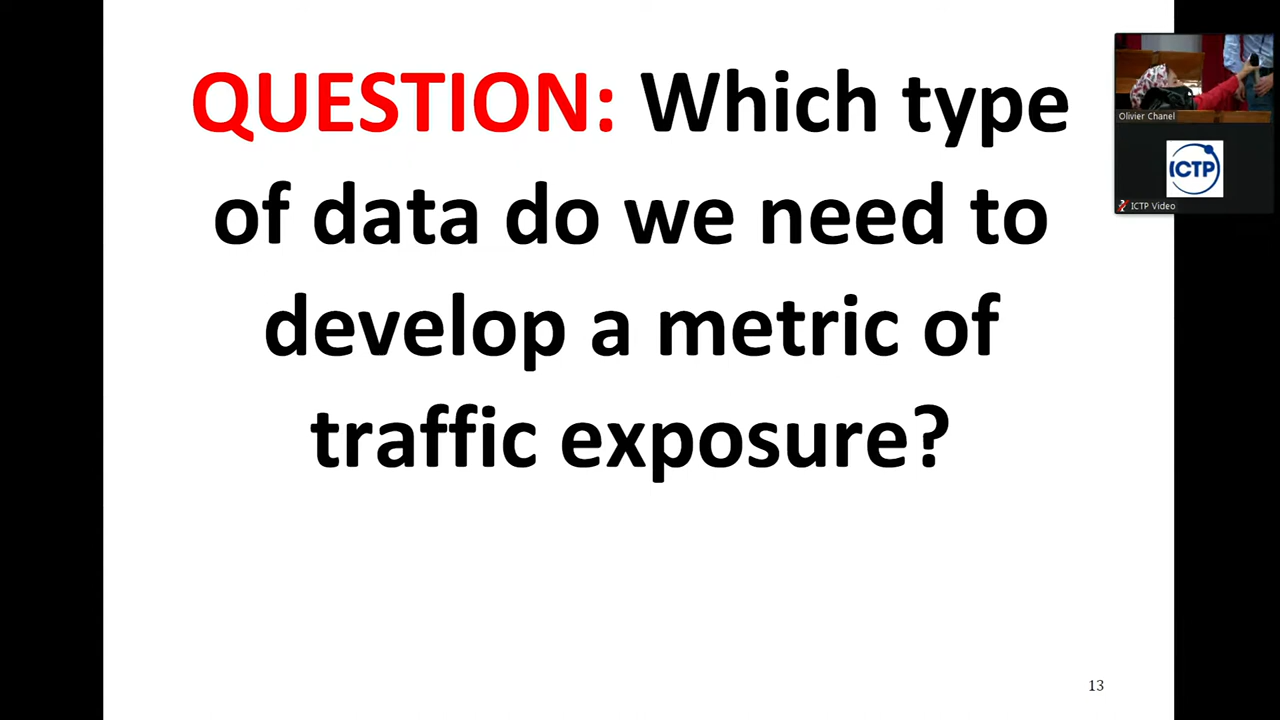 QUESTION: Which type
of data do we need to
develop a metric of
traffic exposure?
Olivier Chanel
ICTP
ICTP Video
13